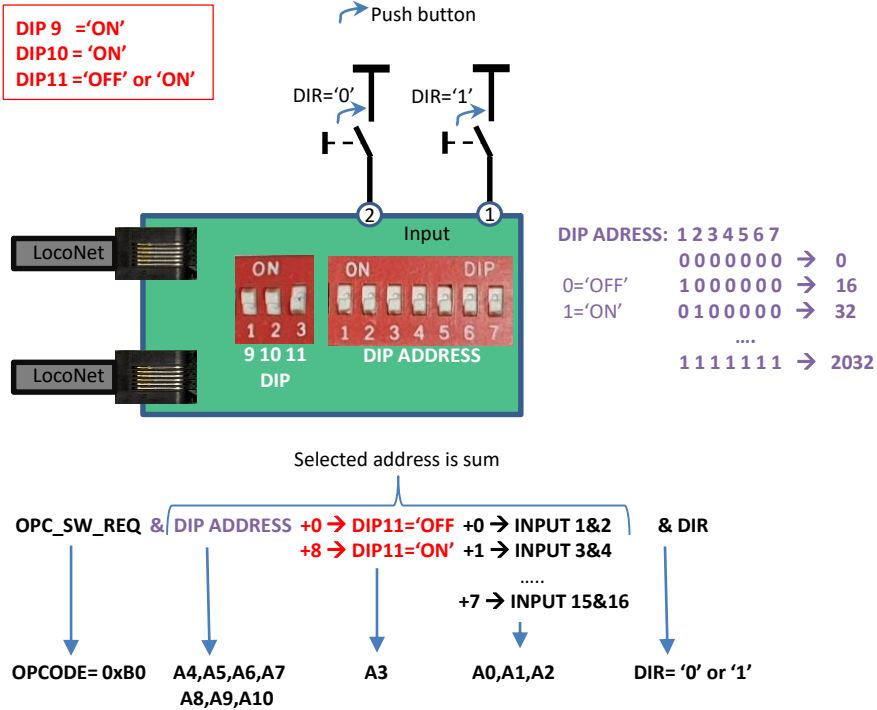 DIP 9 ='ON'
DIP10 = 'ON'
DIP11 ='OFF' or 'ON'
Push button
DIR='0'
DIR='1'
2
1
Input
LocoNet
LocoNet
ON
1 2 3
9 10 11
DIP
ON DIP
1 2 3 4 5 6 7
DIP ADDRESS
DIP ADRESS: 1 2 3 4 5 6 7
0 0 0 0 0 0 0 → 0
0='OFF' 1 0 0 0 0 0 0 → 16
1='ON' 0 1 0 0 0 0 0 → 32
....
1 1 1 1 1 1 1 → 2032
Selected address is sum
OPC_SW_REQ & DIP ADDRESS +0 → DIP11='OFF +0 → INPUT 1&2 & DIR
+8 → DIP11='ON' +1 → INPUT 3&4
.....
+7 → INPUT 15&16
OPCODE= 0xB0 A4,A5,A6,A7 A3 A0,A1,A2 DIR= '0' or '1'
A8,A9,A10